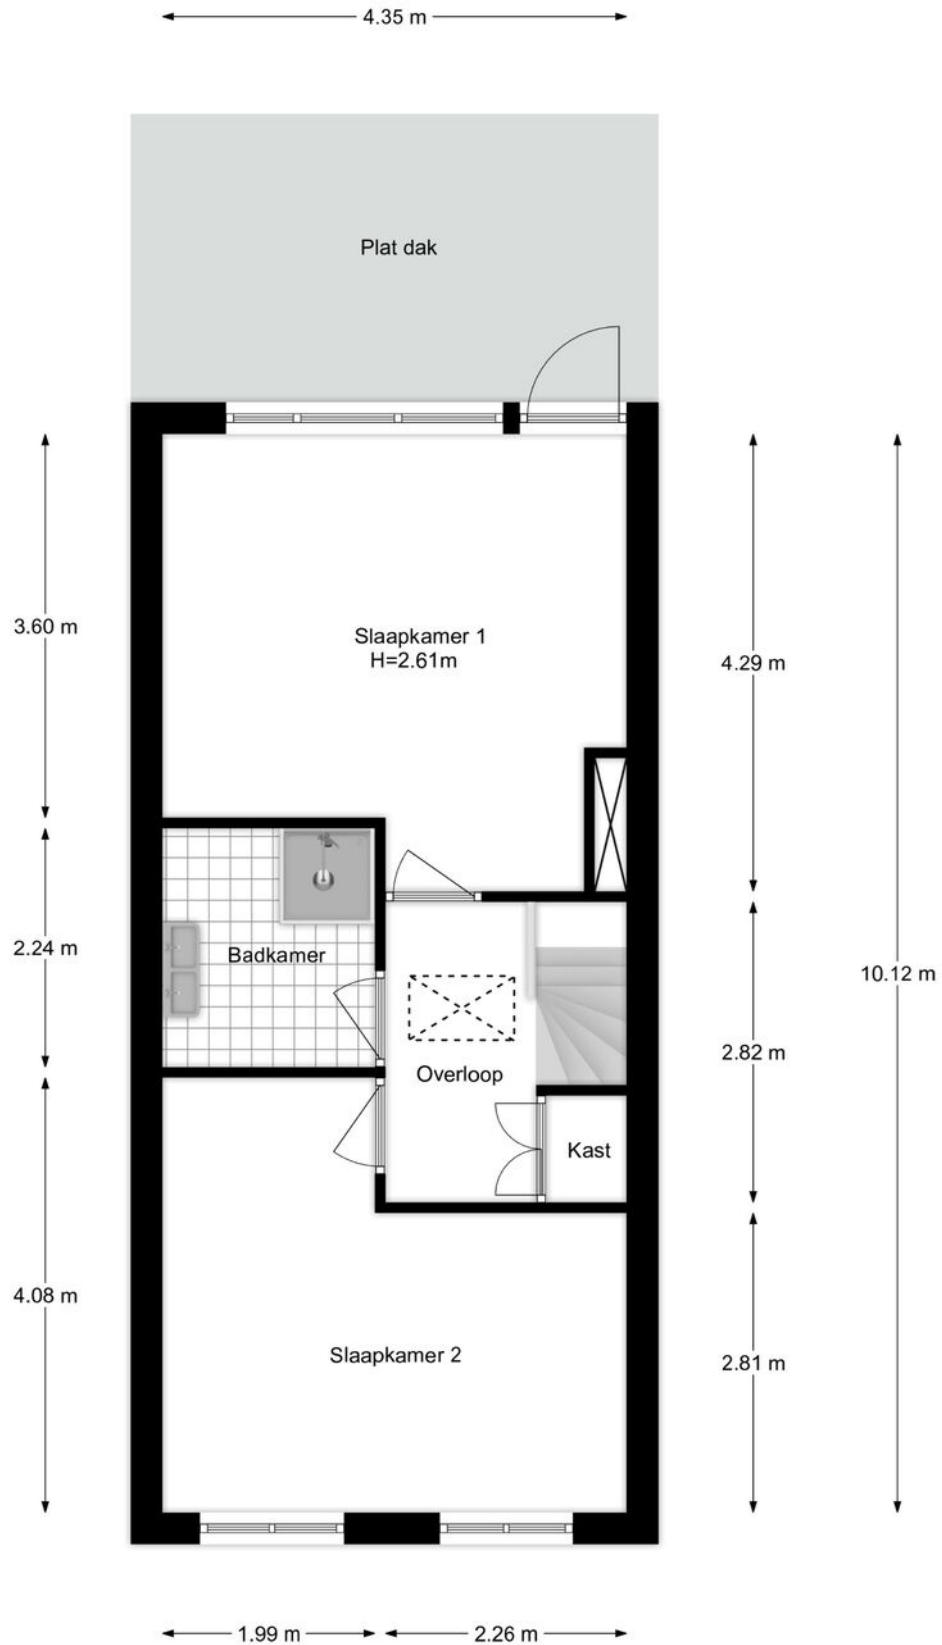 4.35 m
Plat dak
3.60 m
Slaapkamer 1
H=2.61m
4.29 m
2.24 m
Badkamer
10.12 m
2.82 m
Overloop
Kast
4.08 m
Slaapkamer 2
2.81 m
1.99 m
2.26 m